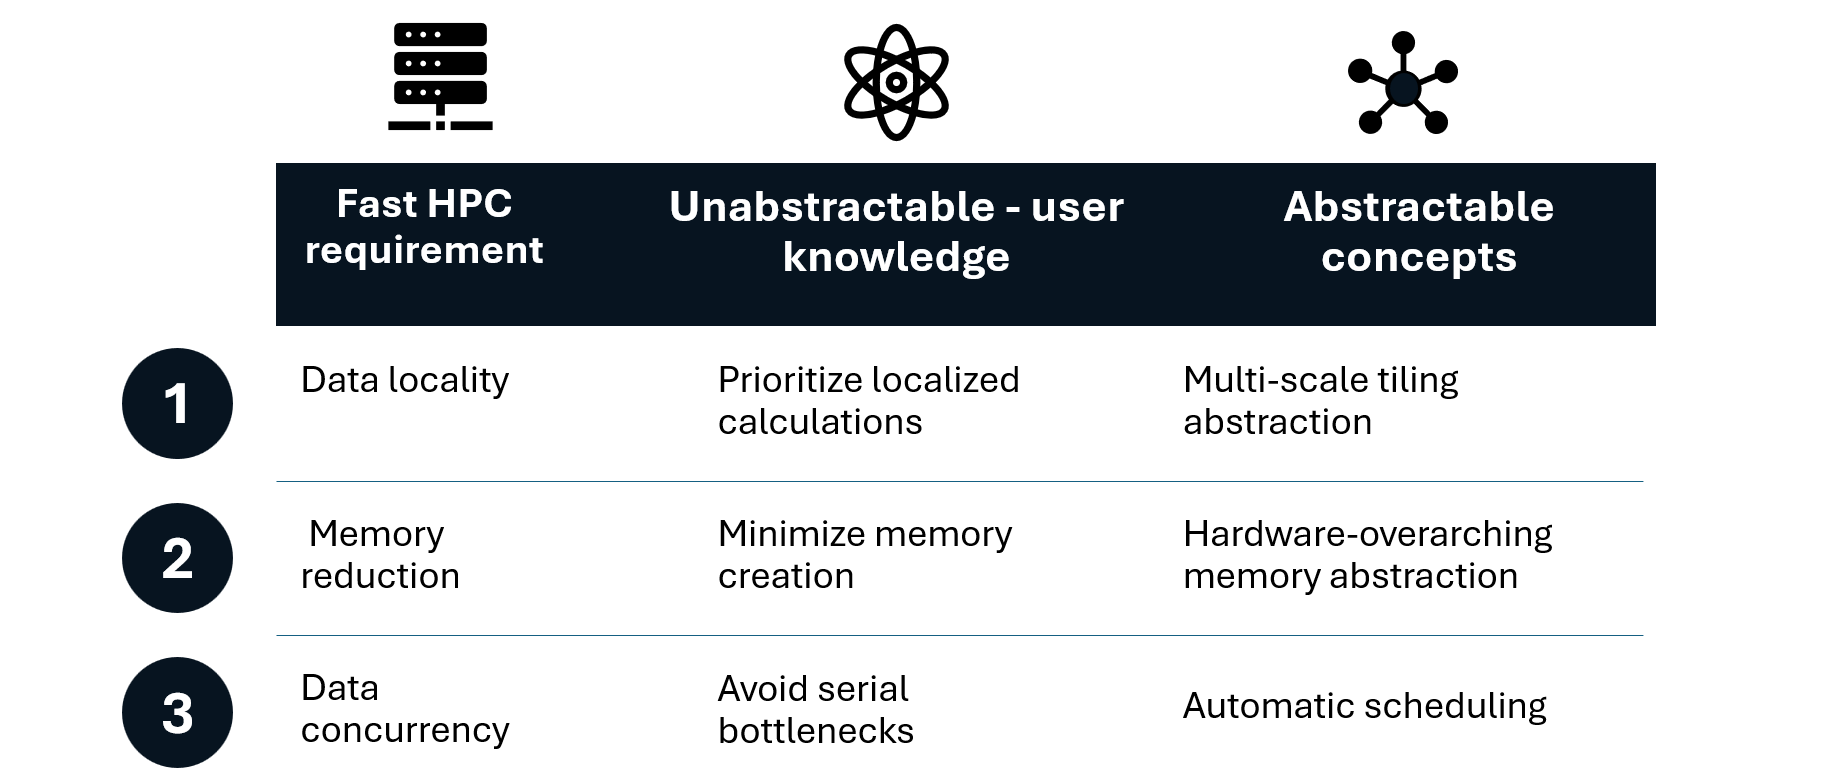 Fast HPC
requirement
Unabstractable - user
knowledge
Abstractable
concepts
1
Data locality
Prioritize localized
calculations
Multi-scale tiling
abstraction
2
Memory
reduction
Minimize memory
creation
Hardware-overarching
memory abstraction
3
Data
concurrency
Avoid serial
bottlenecks
Automatic scheduling